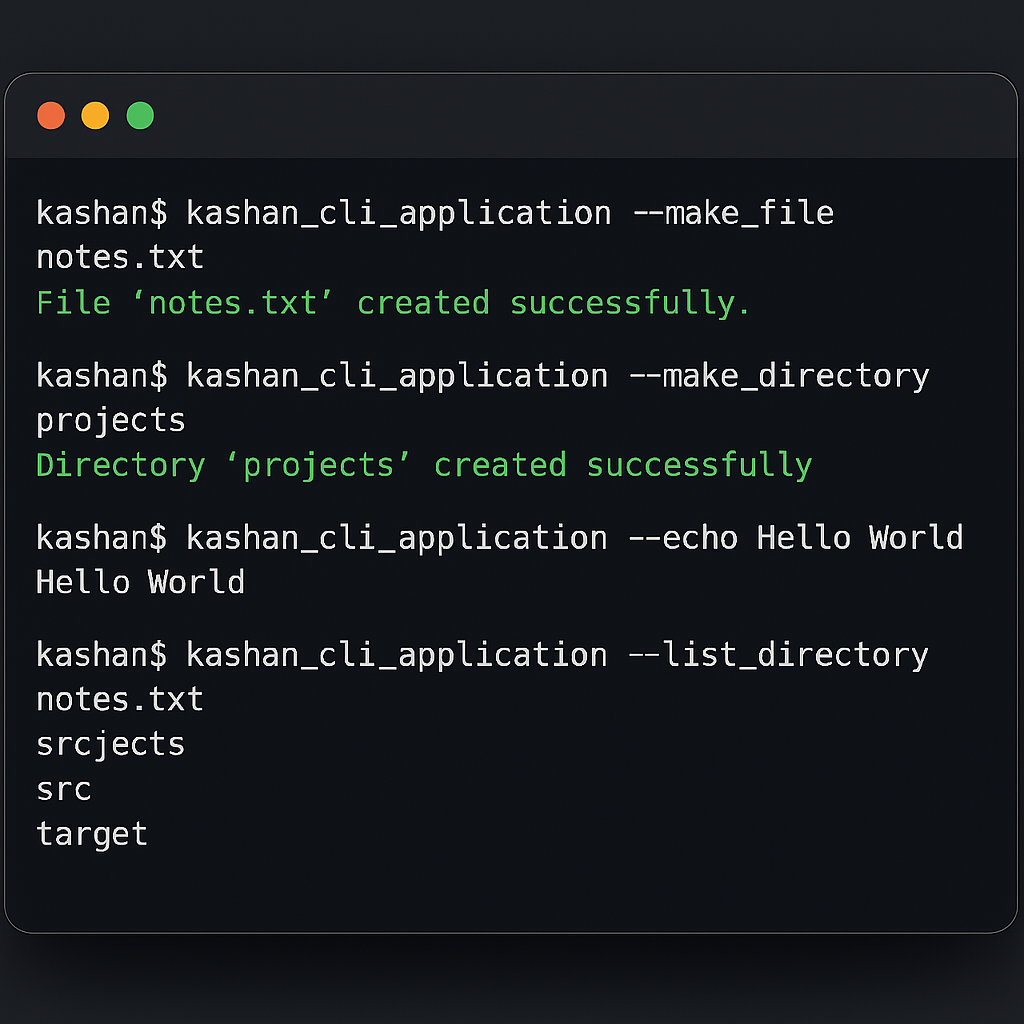 kashan$ kashan_cli_application --make_file
notes.txt
File ‘notes.txt’ created successfully.
kashan$ kashan_cli_application --make_directory
projects
Directory ‘projects’ created successfully
kashan$ kashan_cli_application --echo Hello World
Hello World
kashan$ kashan_cli_application --list_directory
notes.txt
srcjects
src
target